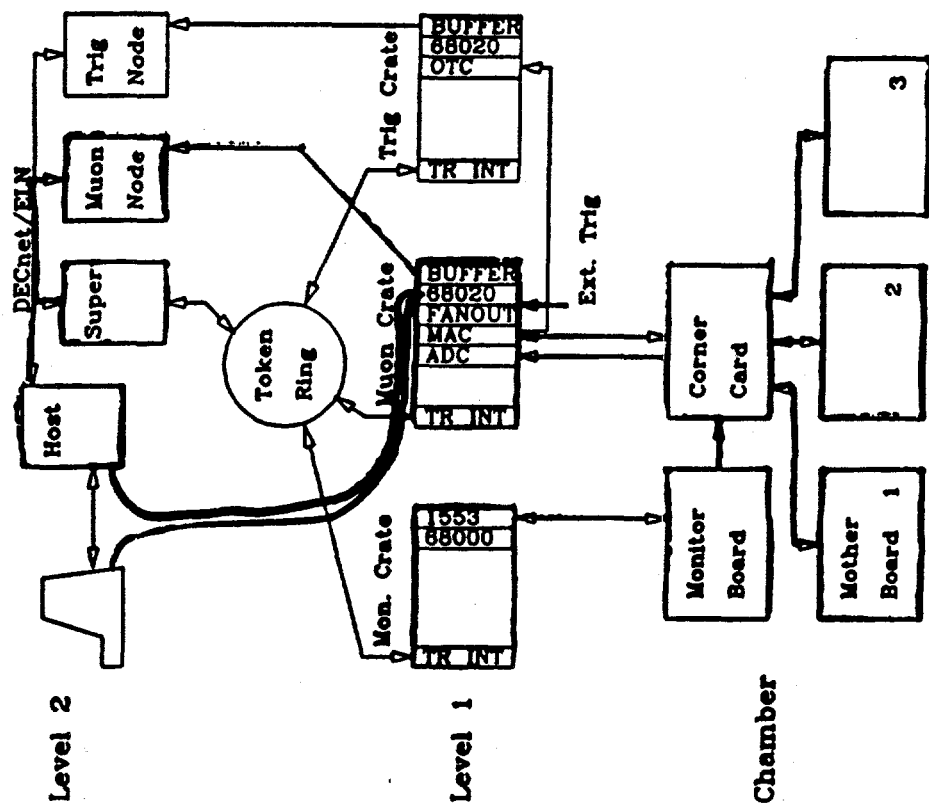 DECnet/ELN
Level 2
Host
Super
Muon
Node
Trig
Node
Token
Ring
Mon. Crate
Muon Crate
Trig Crate
Level 1
TR INT
68000
1553
TR INT
ADC
MAC
FANOUT
68020
BUFFER
TR INT
OTC
68020
BUFFER
Ext. Trig
Monitor
Board
Corner
Card
Chamber
Mother
Board
1
2
3